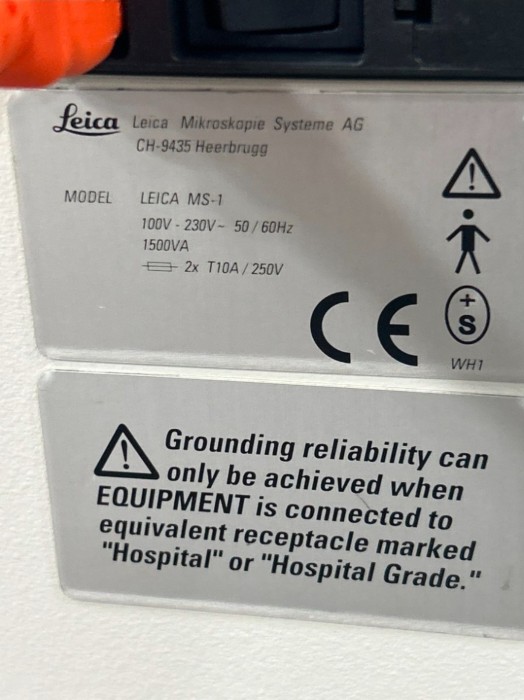 Leica Leica Mikroskopie Systeme AG
CH-9435 Heerbrugg
MODEL LEICA MS-1
100V - 230V~ 50 / 60Hz
1500VA
2x T10A / 250V
CE
+
S
WH1
Grounding reliability can
only be achieved when
EQUIPMENT is connected to
equivalent receptacle marked
"Hospital" or "Hospital Grade."